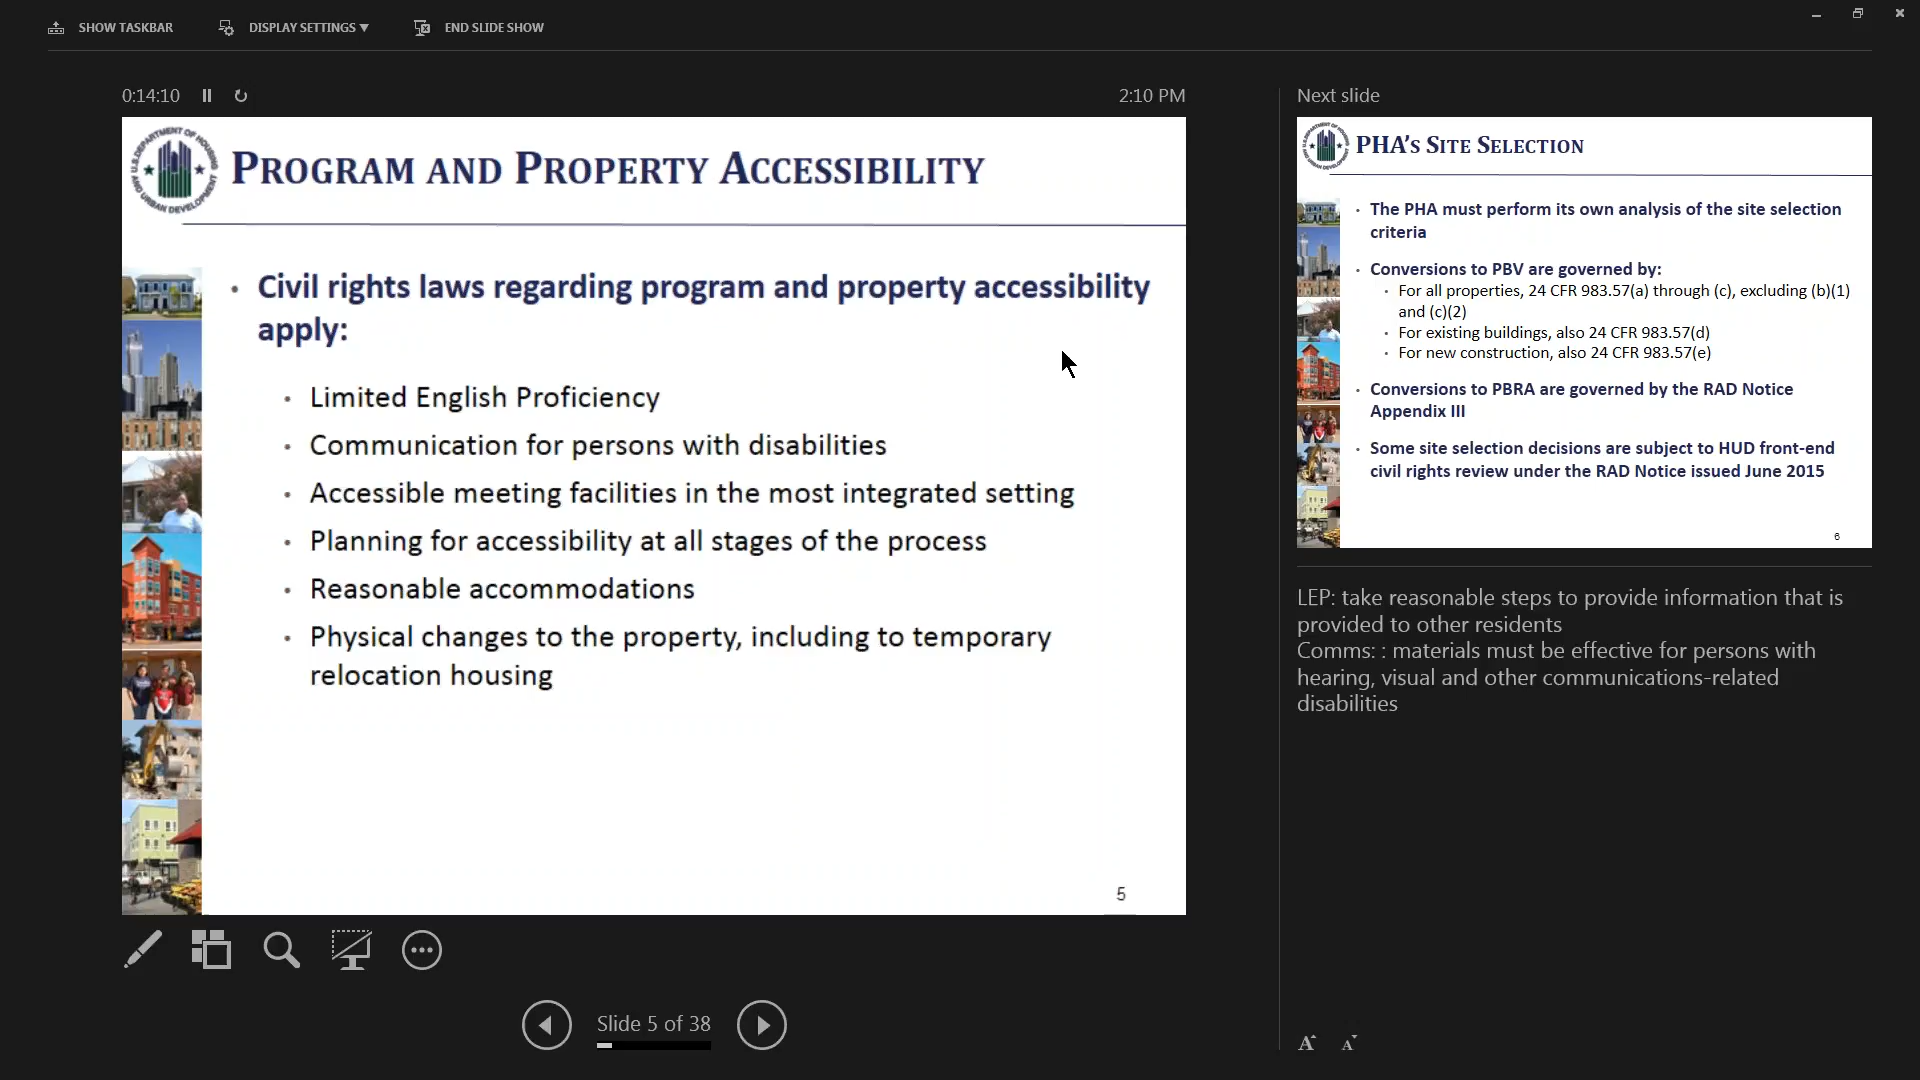 SHOW TASKBAR
DISPLAY SETTINGS ▼
END SLIDE SHOW
0:14:10
2:10 PM
U.S. DEPARTMENT OF HOUSING AND URBAN DEVELOPMENT
PROGRAM AND PROPERTY ACCESSIBILITY
• Civil rights laws regarding program and property accessibility
apply:
• Limited English Proficiency
• Communication for persons with disabilities
• Accessible meeting facilities in the most integrated setting
• Planning for accessibility at all stages of the process
• Reasonable accommodations
• Physical changes to the property, including to temporary
relocation housing
5
Slide 5 of 38
Next slide
PHA'S SITE SELECTION
• The PHA must perform its own analysis of the site selection
criteria
• Conversions to PBV are governed by:
• For all properties, 24 CFR 983.57(a) through (c), excluding (b)(1)
and (c)(2)
• For existing buildings, also 24 CFR 983.57(d)
• For new construction, also 24 CFR 983.57(e)
• Conversions to PBRA are governed by the RAD Notice
Appendix III
• Some site selection decisions are subject to HUD front-end
civil rights review under the RAD Notice issued June 2015
6
LEP: take reasonable steps to provide information that is
provided to other residents
Comms: : materials must be effective for persons with
hearing, visual and other communications-related
disabilities
A A